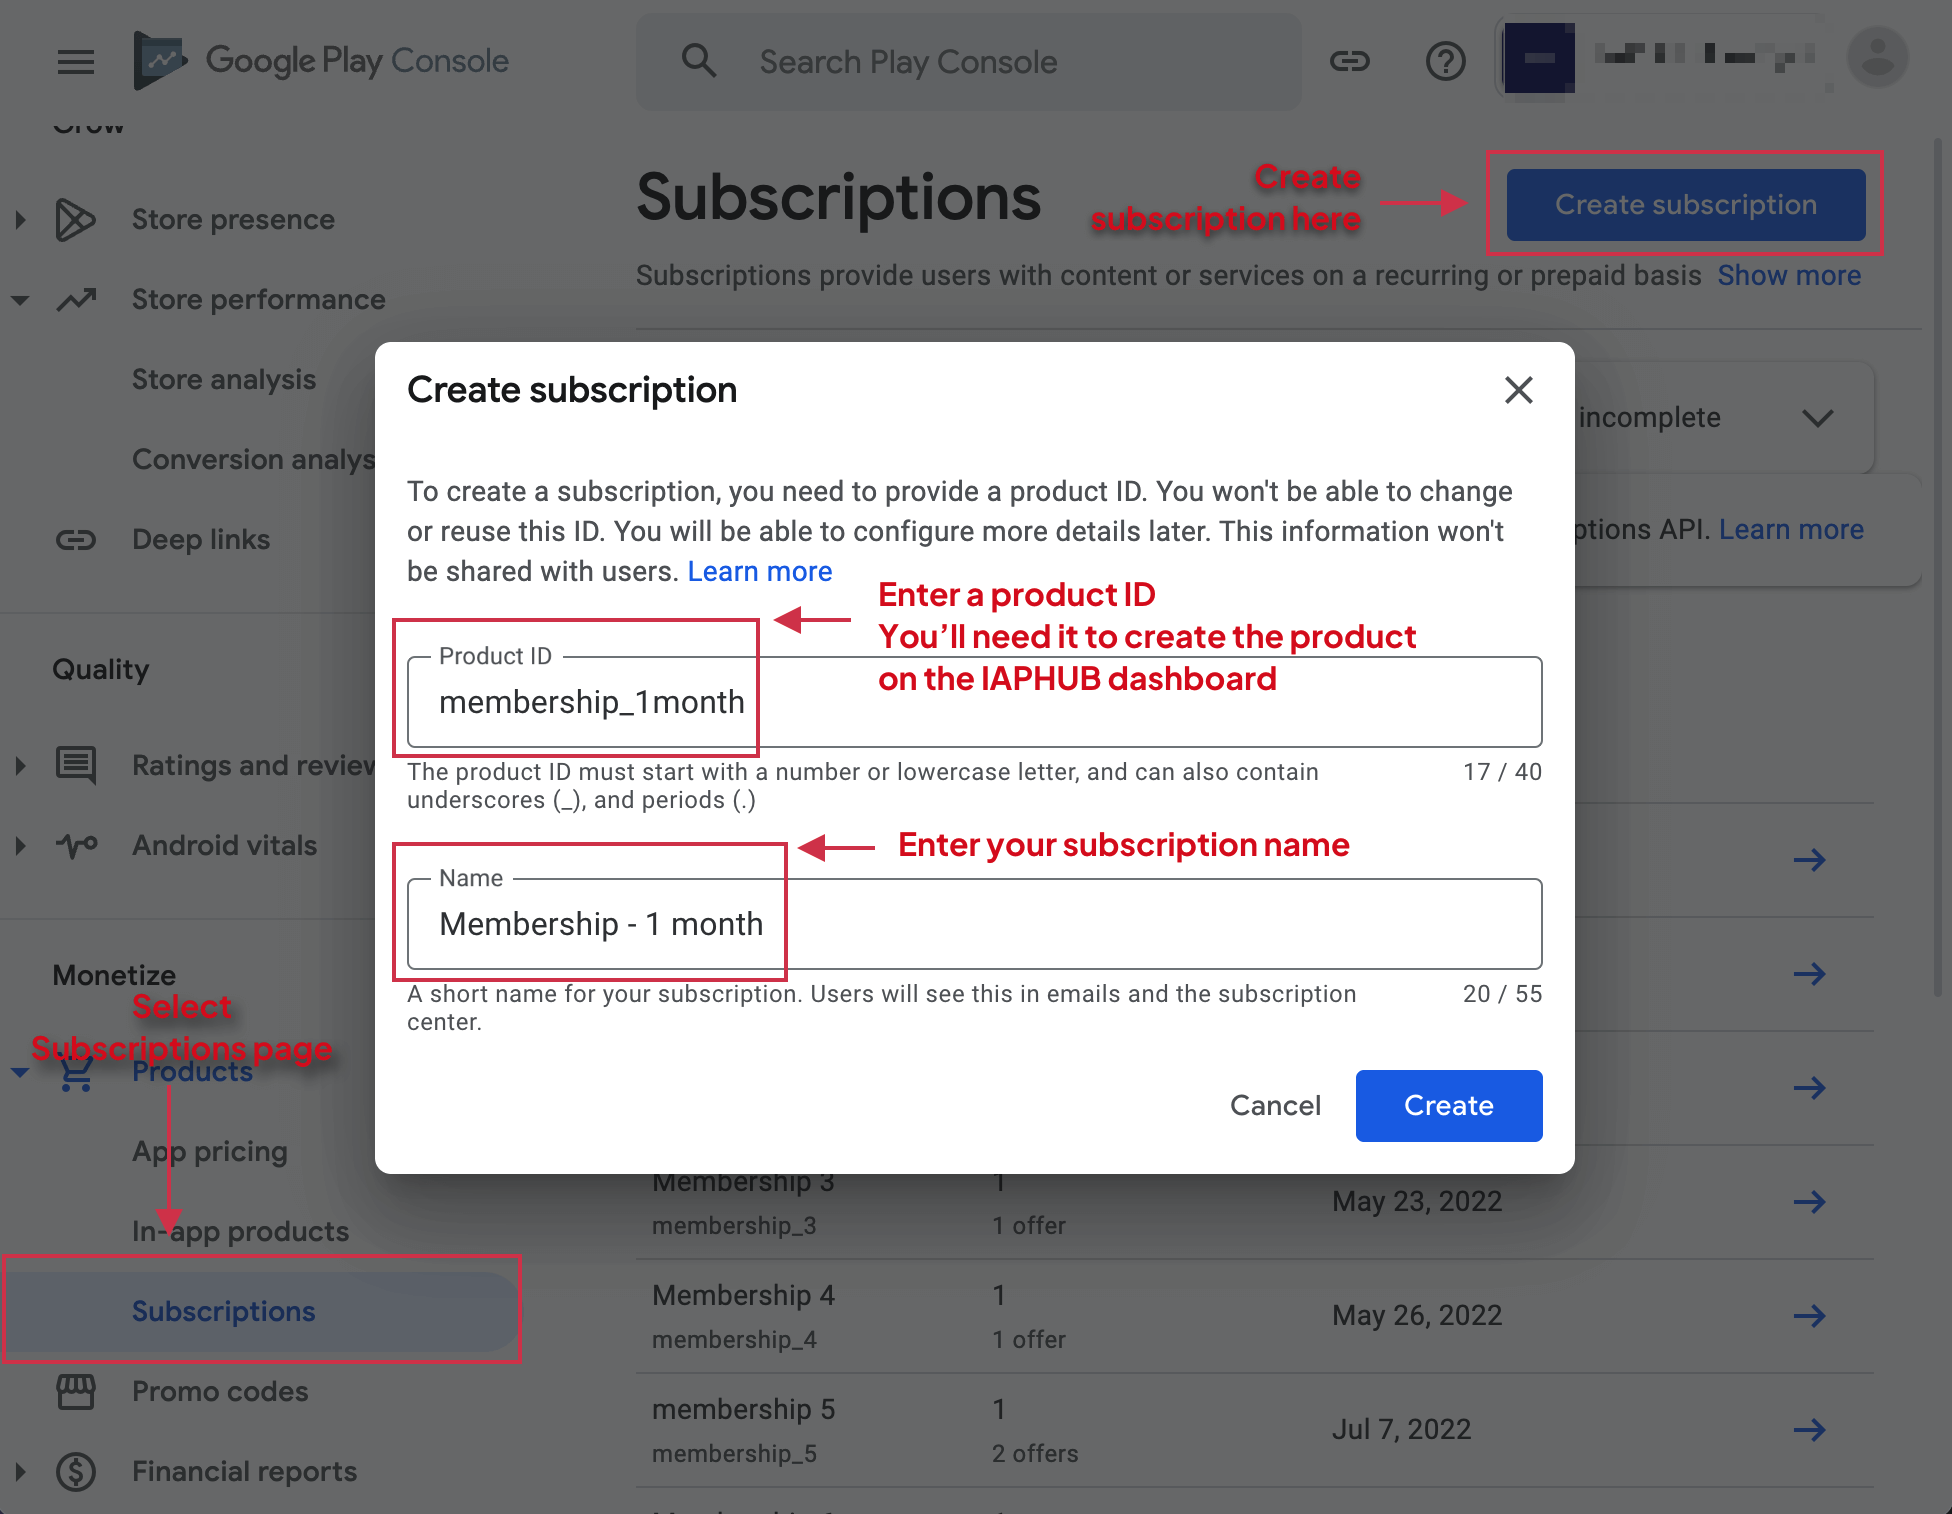 Google Play Console
Search Play Console
Grow
Store presence
Store performance
Store analysis
Conversion analys
Deep links
Quality
Ratings and review
Android vitals
Monetize
Select
Subscriptions page
Products
App pricing
In-app products
Subscriptions
Promo codes
Financial reports
Subscriptions
Create
subscription here
Create subscription
Subscriptions provide users with content or services on a recurring or prepaid basis Show more
incomplete
ptions API. Learn more
Create subscription
To create a subscription, you need to provide a product ID. You won't be able to change
or reuse this ID. You will be able to configure more details later. This information won't
be shared with users. Learn more
Enter a product ID
You'll need it to create the product
on the IAPHUB dashboard
Product ID
membership_1month
The product ID must start with a number or lowercase letter, and can also contain
underscores (_), and periods (.)
17 / 40
Enter your subscription name
Name
Membership - 1 month
A short name for your subscription. Users will see this in emails and the subscription
center.
20 / 55
Cancel
Create
Membership 3 1
membership_3 1 offer
May 23, 2022
Membership 4 1
membership_4 1 offer
May 26, 2022
membership 5 1
membership_5 2 offers
Jul 7, 2022